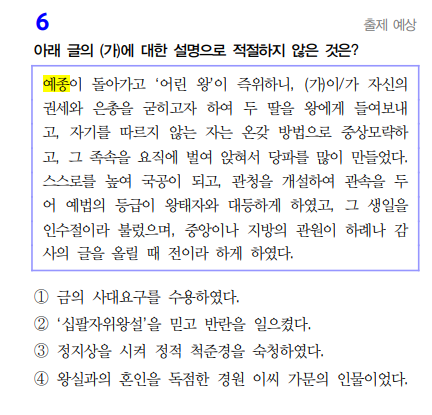 6
출제 예상
아래 글의 (가)에 대한 설명으로 적절하지 않은 것은?
예종이 돌아가고 ‘어린 왕’이 즉위하니, (가)이/가 자신의
권세와 은총을 굳히고자 하여 두 딸을 왕에게 들여보내
고, 자기를 따르지 않는 자는 온갖 방법으로 중상모략하
고, 그 족속을 요직에 벌여 앉혀서 당파를 많이 만들었다.
스스로를 높여 국공이 되고, 관청을 개설하여 관속을 두
어 예법의 등급이 왕태자와 대등하게 하였고, 그 생일을
인수절이라 불렀으며, 중앙이나 지방의 관원이 하례나 감
사의 글을 올릴 때 전이라 하게 하였다.
① 금의 사대요구를 수용하였다.
② ‘십팔자위왕설’을 믿고 반란을 일으켰다.
③ 정지상을 시켜 정적 척준경을 숙청하였다.
④ 왕실과의 혼인을 독점한 경원 이씨 가문의 인물이었다.